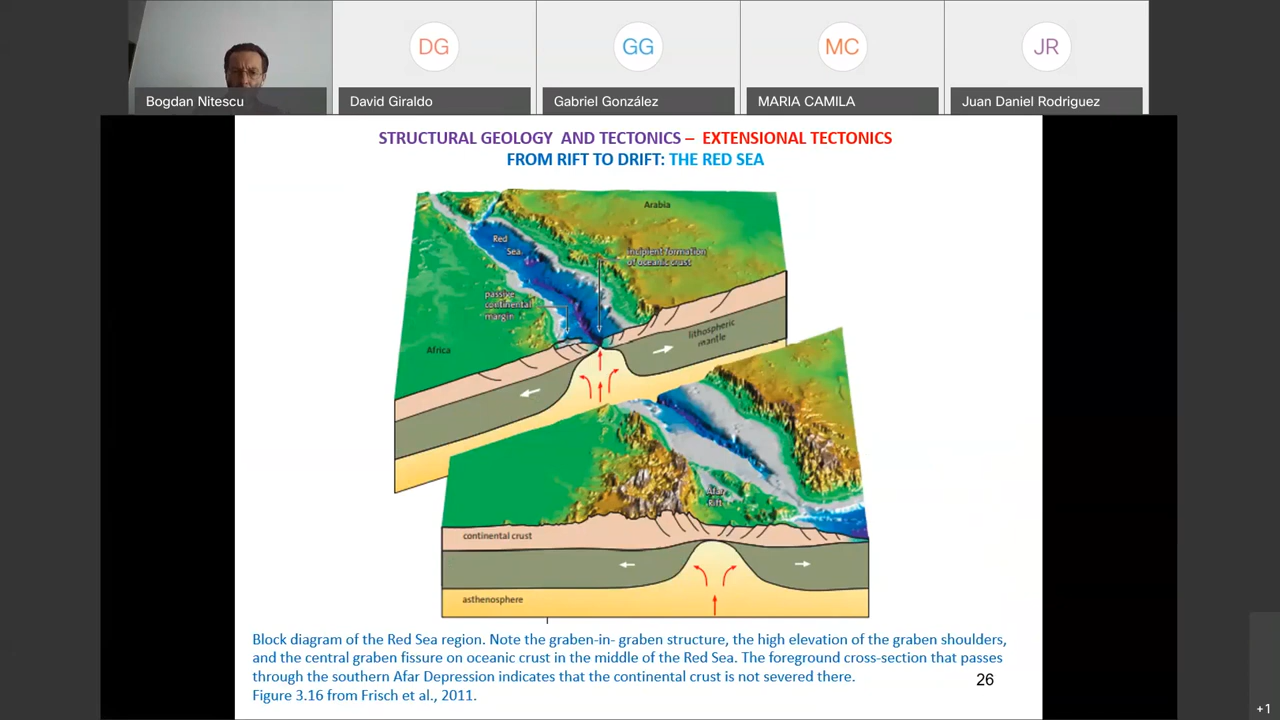 DG
GG
MC
JR
Bogdan Nitescu
David Giraldo
Gabriel González
MARIA CAMILA
Juan Daniel Rodriguez
STRUCTURAL GEOLOGY AND TECTONICS – EXTENSIONAL TECTONICS
FROM RIFT TO DRIFT: THE RED SEA
Arabia
Red
Sea
incipient formation
of oceanic crust
passive
continental
margin
lithospheric
mantle
Africa
Afar
Rift
continental crust
asthenosphere
Block diagram of the Red Sea region. Note the graben-in- graben structure, the high elevation of the graben shoulders,
and the central graben fissure on oceanic crust in the middle of the Red Sea. The foreground cross-section that passes
through the southern Afar Depression indicates that the continental crust is not severed there.
Figure 3.16 from Frisch et al., 2011.
26
+1